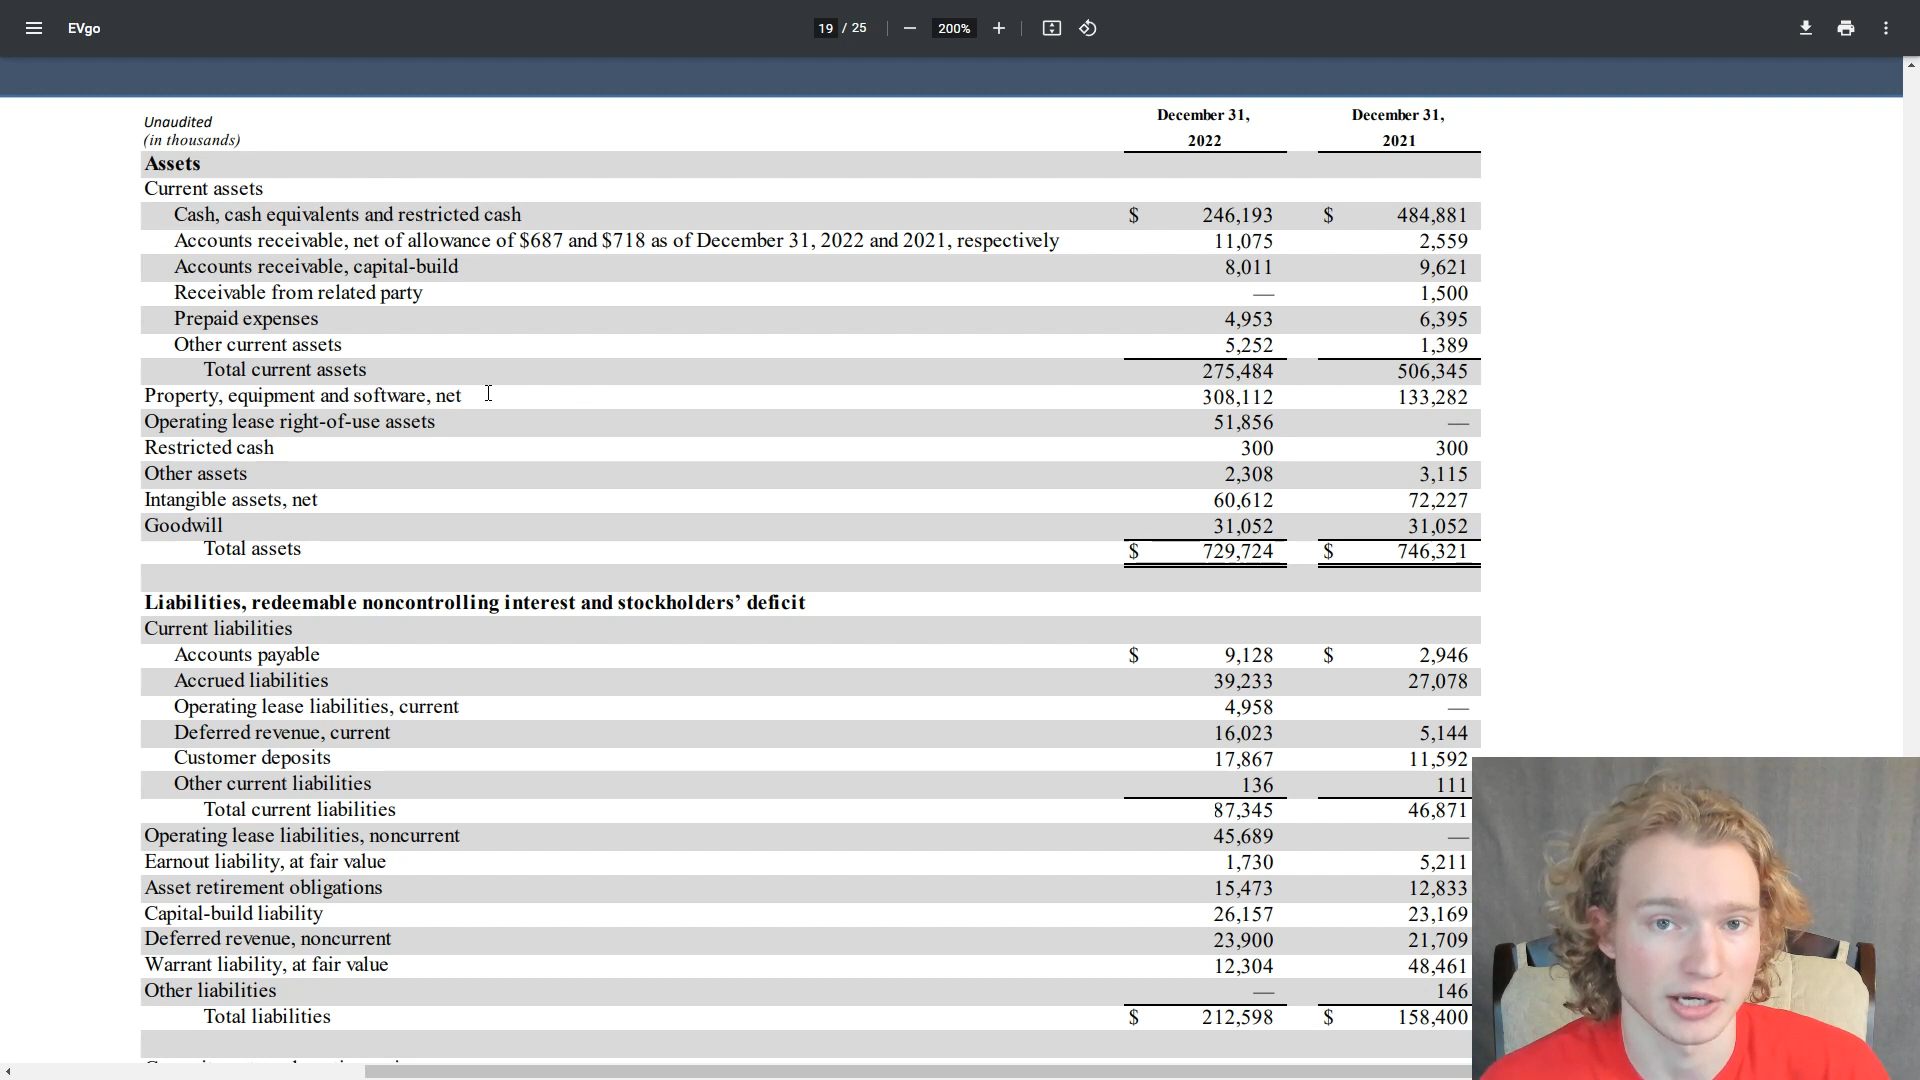 EVgo
19 / 25
200%
Unaudited
(in thousands)
December 31, 2022
December 31, 2021
Assets
Current assets
Cash, cash equivalents and restricted cash $ 246,193 $ 484,881
Accounts receivable, net of allowance of $687 and $718 as of December 31, 2022 and 2021, respectively 11,075 2,559
Accounts receivable, capital-build 8,011 9,621
Receivable from related party — 1,500
Prepaid expenses 4,953 6,395
Other current assets 5,252 1,389
Total current assets 275,484 506,345
Property, equipment and software, net 308,112 133,282
Operating lease right-of-use assets 51,856 —
Restricted cash 300 300
Other assets 2,308 3,115
Intangible assets, net 60,612 72,227
Goodwill 31,052 31,052
Total assets $ 729,724 $ 746,321
Liabilities, redeemable noncontrolling interest and stockholders’ deficit
Current liabilities
Accounts payable $ 9,128 $ 2,946
Accrued liabilities 39,233 27,078
Operating lease liabilities, current 4,958 —
Deferred revenue, current 16,023 5,144
Customer deposits 17,867 11,592
Other current liabilities 136 111
Total current liabilities 87,345 46,871
Operating lease liabilities, noncurrent 45,689 —
Earnout liability, at fair value 1,730 5,211
Asset retirement obligations 15,473 12,833
Capital-build liability 26,157 23,169
Deferred revenue, noncurrent 23,900 21,709
Warrant liability, at fair value 12,304 48,461
Other liabilities — 146
Total liabilities $ 212,598 $ 158,400